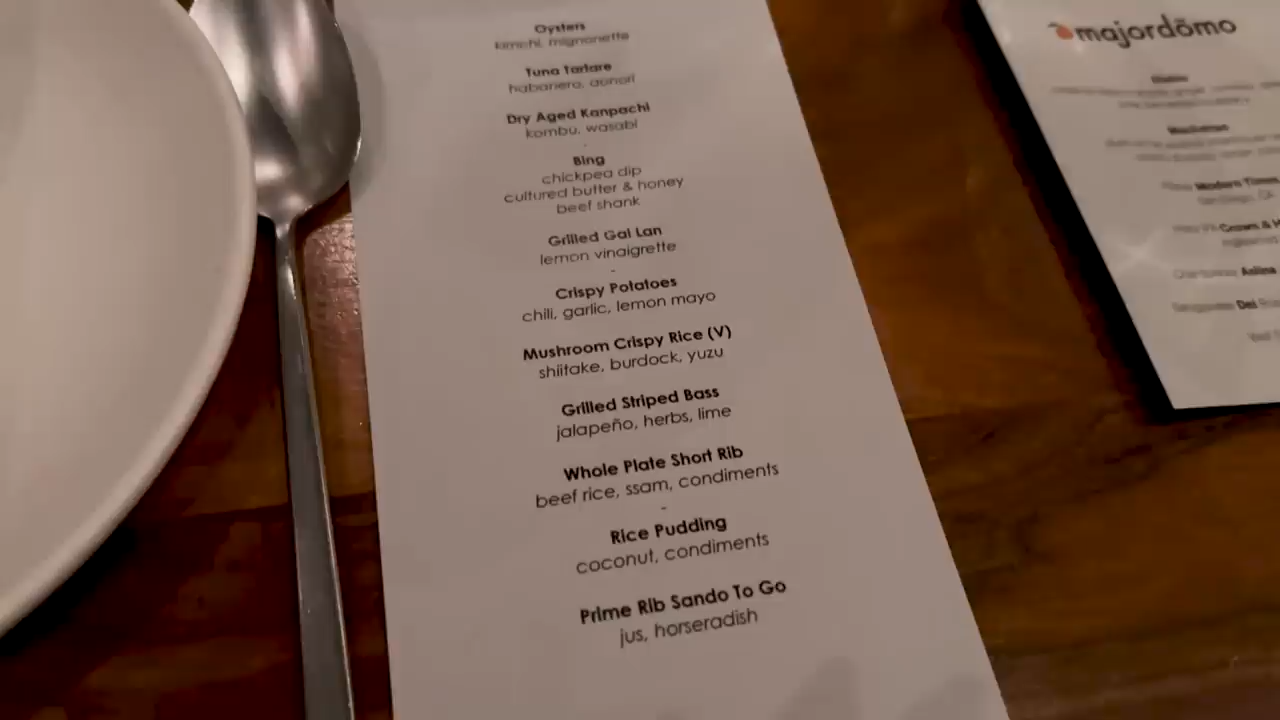 Oysters
kimchi, mignonette
Tuna Tartare
habanero, aonori
Dry Aged Kanpachi
kombu, wasabi
-
Bing
chickpea dip
cultured butter & honey
beef shank
Grilled Gai Lan
lemon vinaigrette
-
Crispy Potatoes
chili, garlic, lemon mayo
Mushroom Crispy Rice (V)
shiitake, burdock, yuzu
Grilled Striped Bass
jalapeño, herbs, lime
Whole Plate Short Rib
beef rice, ssam, condiments
-
Rice Pudding
coconut, condiments
Prime Rib Sando To Go
jus, horseradish
majordōmo
Modern Times
Crown &